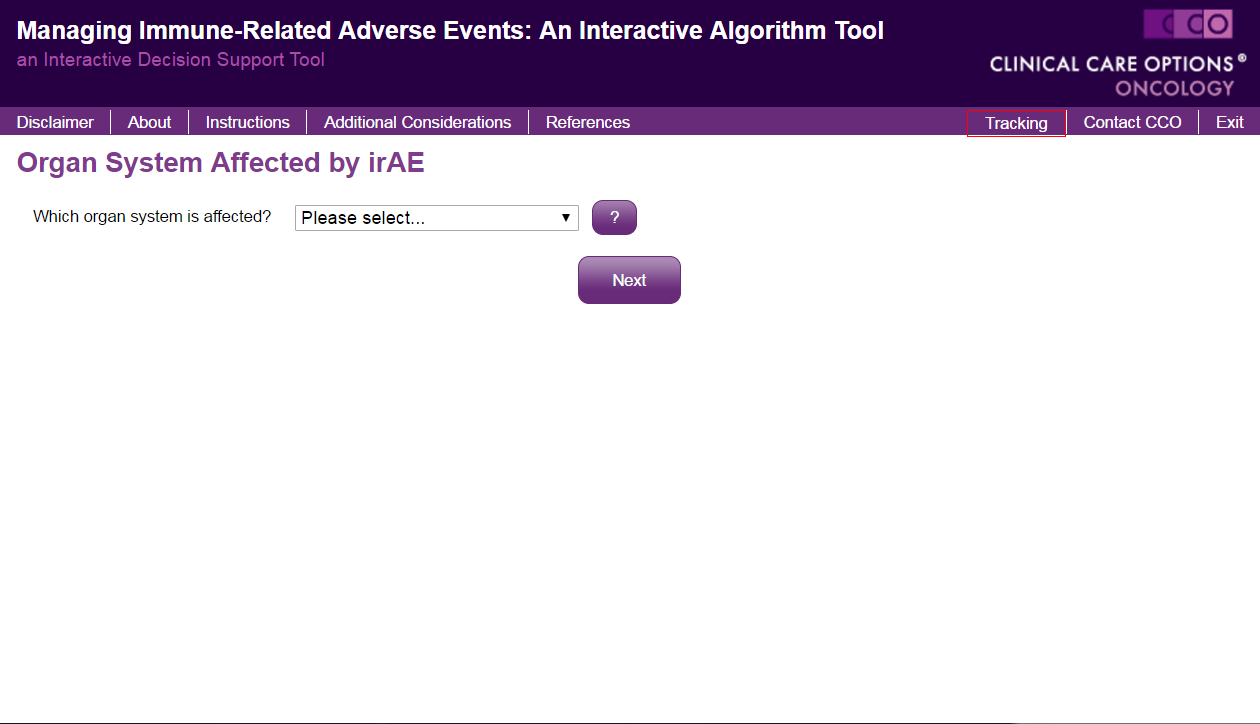 Managing Immune-Related Adverse Events: An Interactive Algorithm Tool
an Interactive Decision Support Tool
CCO
CLINICAL CARE OPTIONS®
ONCOLOGY
Disclaimer About Instructions Additional Considerations References Tracking Contact CCO Exit
Organ System Affected by irAE
Which organ system is affected? Please select... ?
Next